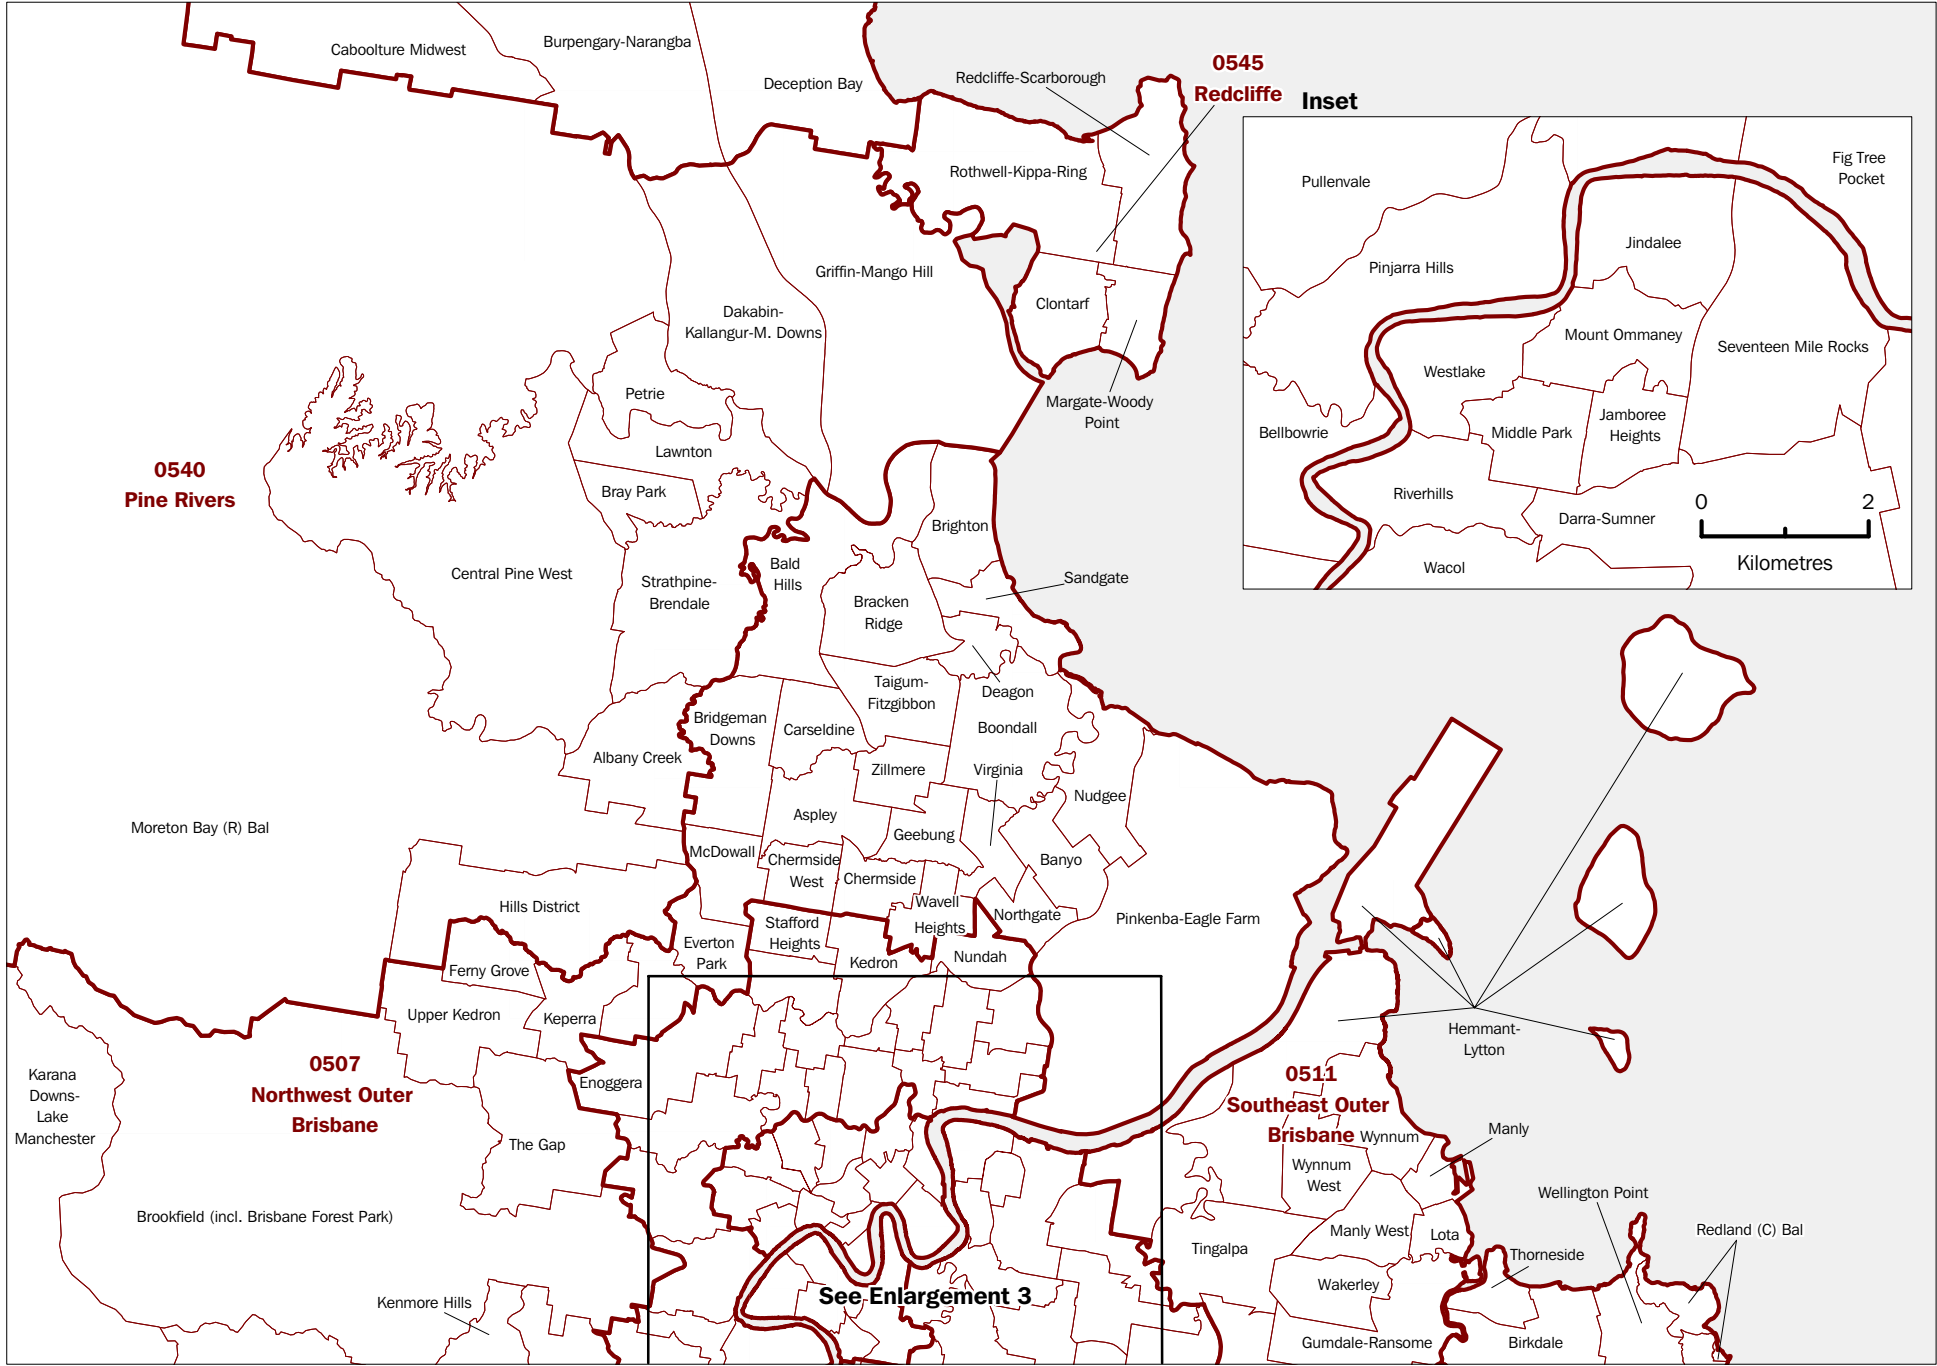 Caboolture Midwest
Burpengary-Narangba
Deception Bay
Redcliffe-Scarborough
0545
Redcliffe
Rothwell-Kippa-Ring
Griffin-Mango Hill
Clontarf
Dakabin-
Kallangur-M. Downs
Margate-Woody
Point
Petrie
Lawnton
Bray Park
0540
Pine Rivers
Central Pine West
Strathpine-
Brendale
Bald
Hills
Brighton
Sandgate
Bracken
Ridge
Deagon
Taigum-
Fitzgibbon
Bridgeman
Downs
Carseldine
Boondall
Albany Creek
Zillmere
Virginia
Nudgee
Moreton Bay (R) Bal
Aspley
Geebung
McDowall
Chermside
West
Chermside
Banyo
Hills District
Wavell
Heights
Northgate
Pinkenba-Eagle Farm
Stafford
Heights
Everton
Park
Kedron
Nundah
Ferny Grove
Upper Kedron
Keperra
Enoggera
Karana
Downs-
Lake
Manchester
0507
Northwest Outer
Brisbane
The Gap
Brookfield (incl. Brisbane Forest Park)
Kenmore Hills
See Enlargement 3
Hemmant-
Lytton
0511
Southeast Outer
Brisbane
Wynnum
Manly
Wynnum
West
Wellington Point
Manly West
Lota
Redland (C) Bal
Tingalpa
Thorneside
Wakerley
Gumdale-Ransome
Birkdale
Inset
Pullenvale
Fig Tree
Pocket
Jindalee
Pinjarra Hills
Mount Ommaney
Seventeen Mile Rocks
Westlake
Jamboree
Heights
Middle Park
Bellbowrie
Riverhills
Darra-Sumner
Wacol
0 2
Kilometres